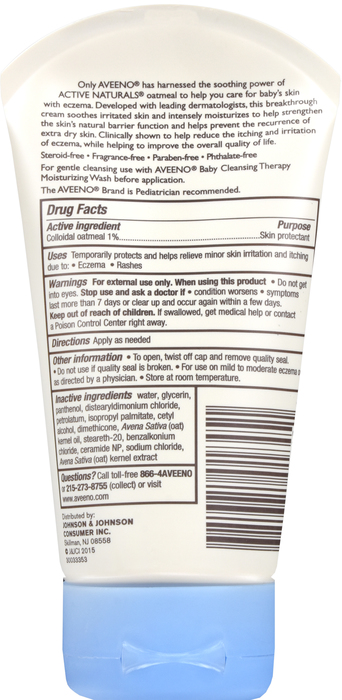 Only AVEENO® has harnessed the soothing power of
ACTIVE NATURALS® oatmeal to help you care for baby's skin
with eczema. Developed with leading dermatologists, this breakthrough
cream soothes irritated skin and intensely moisturizes to help strengthen
the skin's natural barrier function and helps prevent the recurrence of
extra dry skin. Clinically shown to help reduce the itching and irritation
of eczema, while helping to improve the overall quality of life.
Steroid-free • Fragrance-free • Paraben-free • Phthalate-free
For gentle cleansing use with AVEENO® Baby Cleansing Therapy
Moisturizing Wash before application.
The AVEENO® Brand is Pediatrician recommended.
Drug Facts
Active ingredient Purpose
Colloidal oatmeal 1%...Skin protectant
Uses Temporarily protects and helps relieve minor skin irritation and itching
due to: • Eczema • Rashes
Warnings For external use only. When using this product • Do not get
into eyes. Stop use and ask a doctor if • condition worsens • symptoms
last more than 7 days or clear up and occur again within a few days.
Keep out of reach of children. If swallowed, get medical help or contact
a Poison Control Center right away.
Directions Apply as needed
Other information • To open, twist off cap and remove quality seal.
• Do not use if quality seal is broken. • For use on mild to moderate eczema
as directed by a physician. • Store at room temperature.
Inactive ingredients water, glycerin,
panthenol, distearyldimonium chloride,
petrolatum, isopropyl palmitate, cetyl
alcohol, dimethicone, Avena Sativa (oat)
kernel oil, steareth-20, benzalkonium
chloride, ceramide NP, sodium chloride,
Avena Sativa (oat) kernel extract
Questions? Call toll-free 866-4AVEENO
or 215-273-8755 (collect) or visit
www.aveeno.com
Distributed by:
JOHNSON & JOHNSON
CONSUMER INC.
Skillman, NJ 08558
© J&JCI 2015